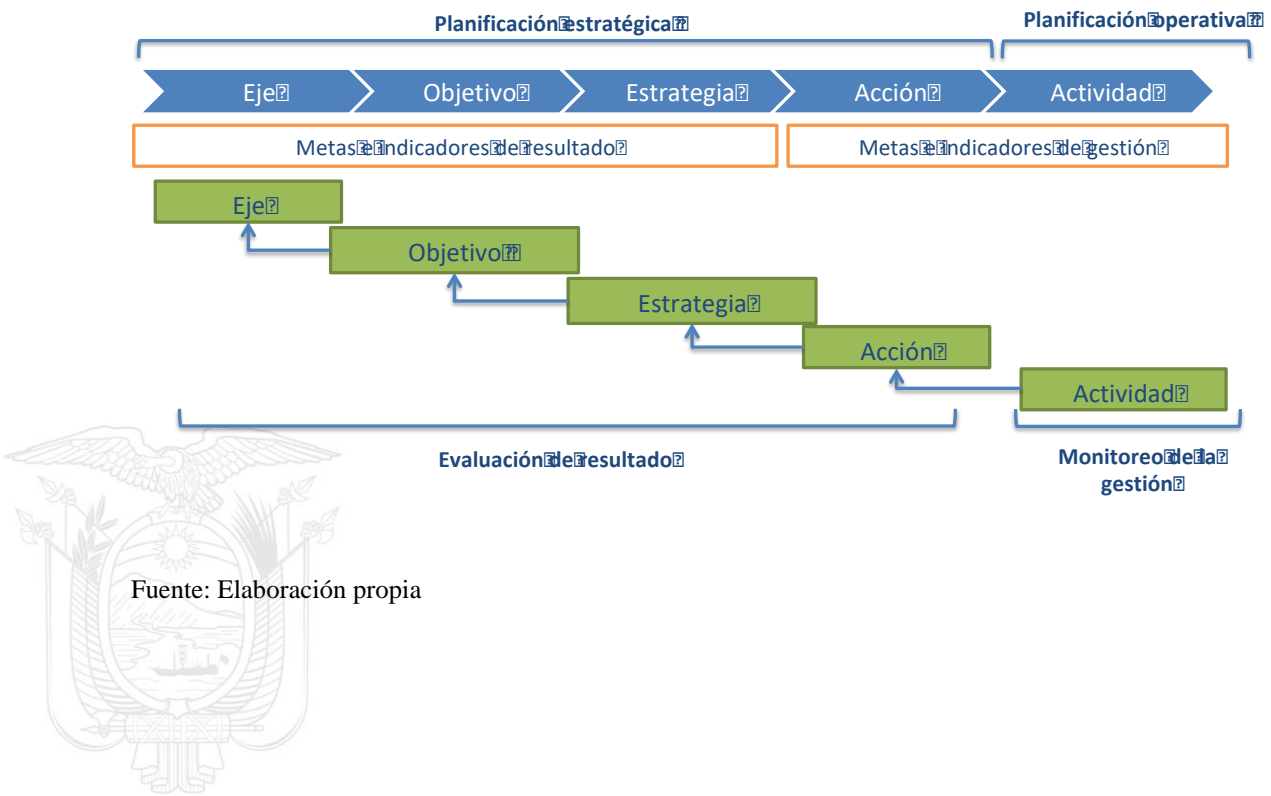 Planificación estratégica Planificación operativa
Eje Objetivo Estrategia Acción Actividad
Metas e indicadores de resultado Metas e indicadores de gestión
Eje
Objetivo
Estrategia
Acción
Actividad
Evaluación de resultado Monitoreo de la
gestión
Fuente: Elaboración propia